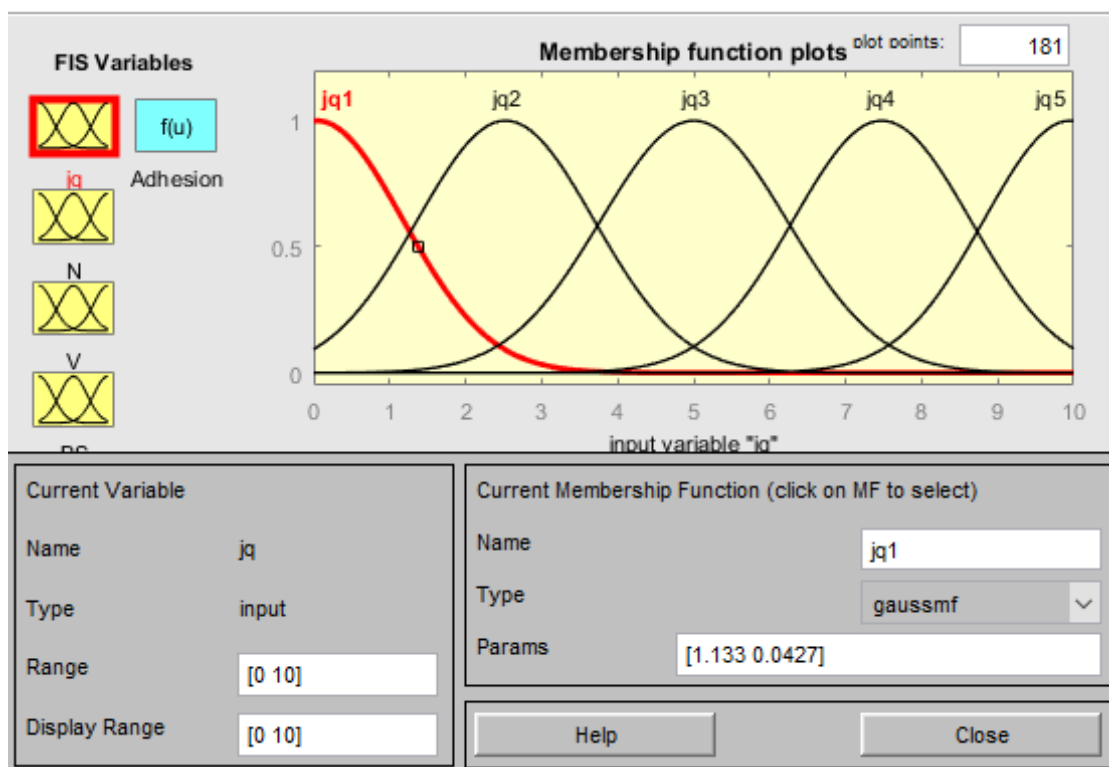 FIS Variables
f(u)
jq
Adhesion
N
V
Membership function plots
plot points:
181
jq1
jq2
jq3
jq4
jq5
1
0.5
0
0 1 2 3 4 5 6 7 8 9 10
input variable "jq"
Current Variable
Name
jq
Type
input
Range
[0 10]
Display Range
[0 10]
Current Membership Function (click on MF to select)
Name
jq1
Type
gaussmf
Params
[1.133 0.0427]
Help
Close